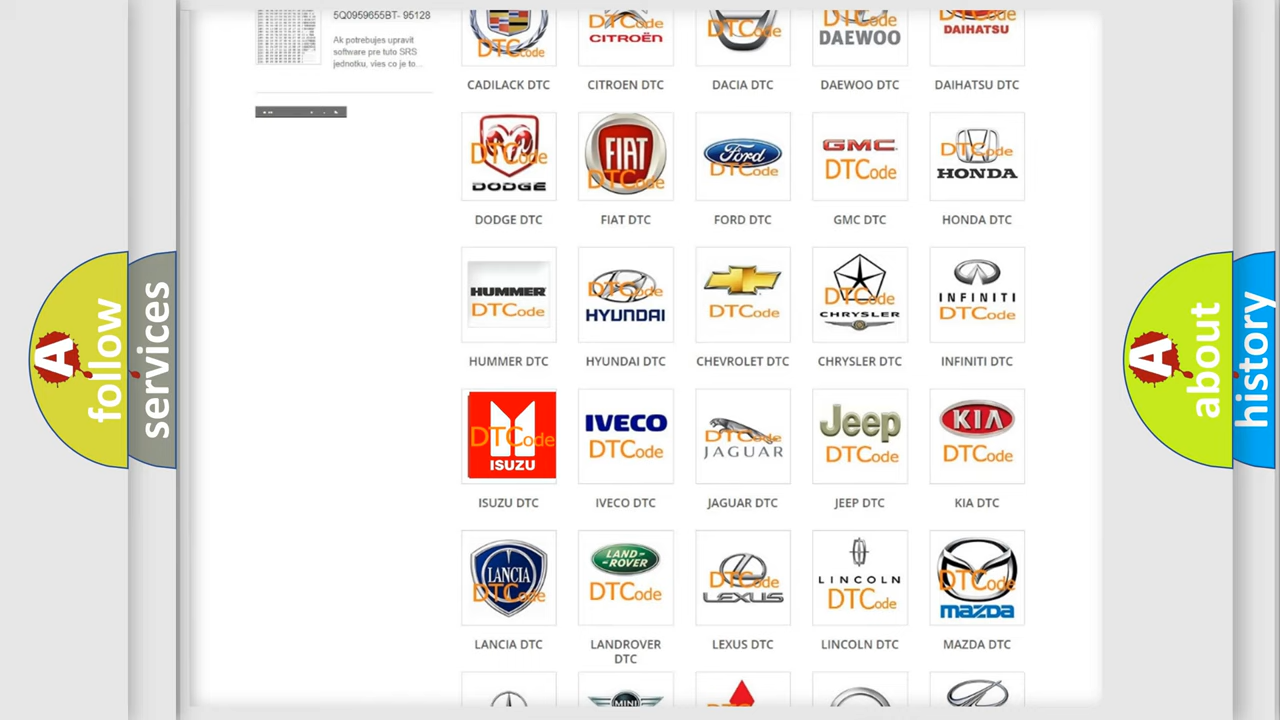 5Q0959655BT- 95128
Ak potrebujes upravit
software pre tuto SRS
jednotku, vies co je to...
DTCode
DTCode
CITROËN
DTCode
DAEWOO
DTCode
DAIHATSU
CADILACK DTC
CITROEN DTC
DACIA DTC
DAEWOO DTC
DAIHATSU DTC
DTCode
DODGE
FIAT
DTCode
Ford
DTCode
GMC
DTCode
DTCode
HONDA
DODGE DTC
FIAT DTC
FORD DTC
GMC DTC
HONDA DTC
HUMMER
DTCode
DTCode
HYUNDAI
DTCode
DTCode
CHRYSLER
INFINITI
DTCode
HUMMER DTC
HYUNDAI DTC
CHEVROLET DTC
CHRYSLER DTC
INFINITI DTC
DTCode
ISUZU
IVECO
DTCode
DTCode
JAGUAR
Jeep
DTCode
KIA
DTCode
ISUZU DTC
IVECO DTC
JAGUAR DTC
JEEP DTC
KIA DTC
LANCIA
DTCode
LAND-
ROVER
DTCode
DTCode
LEXUS
LINCOLN
DTCode
DTCode
mazda
LANCIA DTC
LANDROVER
DTC
LEXUS DTC
LINCOLN DTC
MAZDA DTC
MINI
A follow
services
A about
history